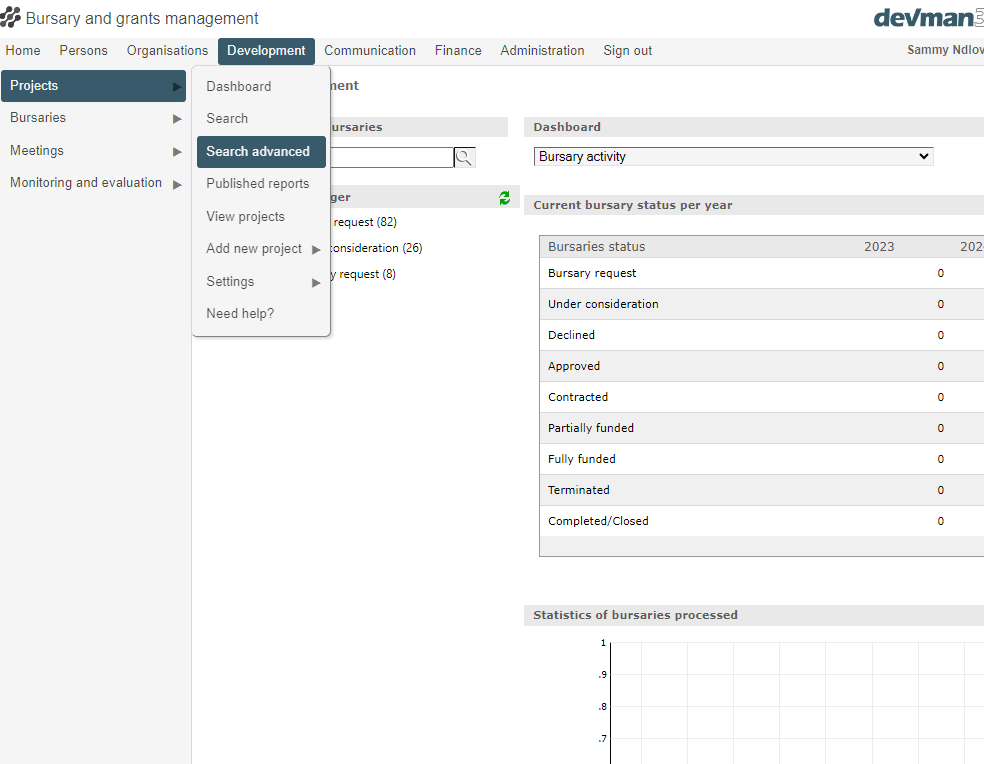 Bursary and grants management
devman
Home Persons Organisations Development Communication Finance Administration Sign out
Sammy Ndlov
Projects
Bursaries
Meetings
Monitoring and evaluation
Dashboard
Search
Search advanced
Published reports
View projects
Add new project
Settings
Need help?
ment
ursaries
ger
request (82)
onsideration (26)
y request (8)
Dashboard
Bursary activity
Current bursary status per year
Bursaries status 2023 202
Bursary request 0
Under consideration 0
Declined 0
Approved 0
Contracted 0
Partially funded 0
Fully funded 0
Terminated 0
Completed/Closed 0
Statistics of bursaries processed
1
.9
.8
.7